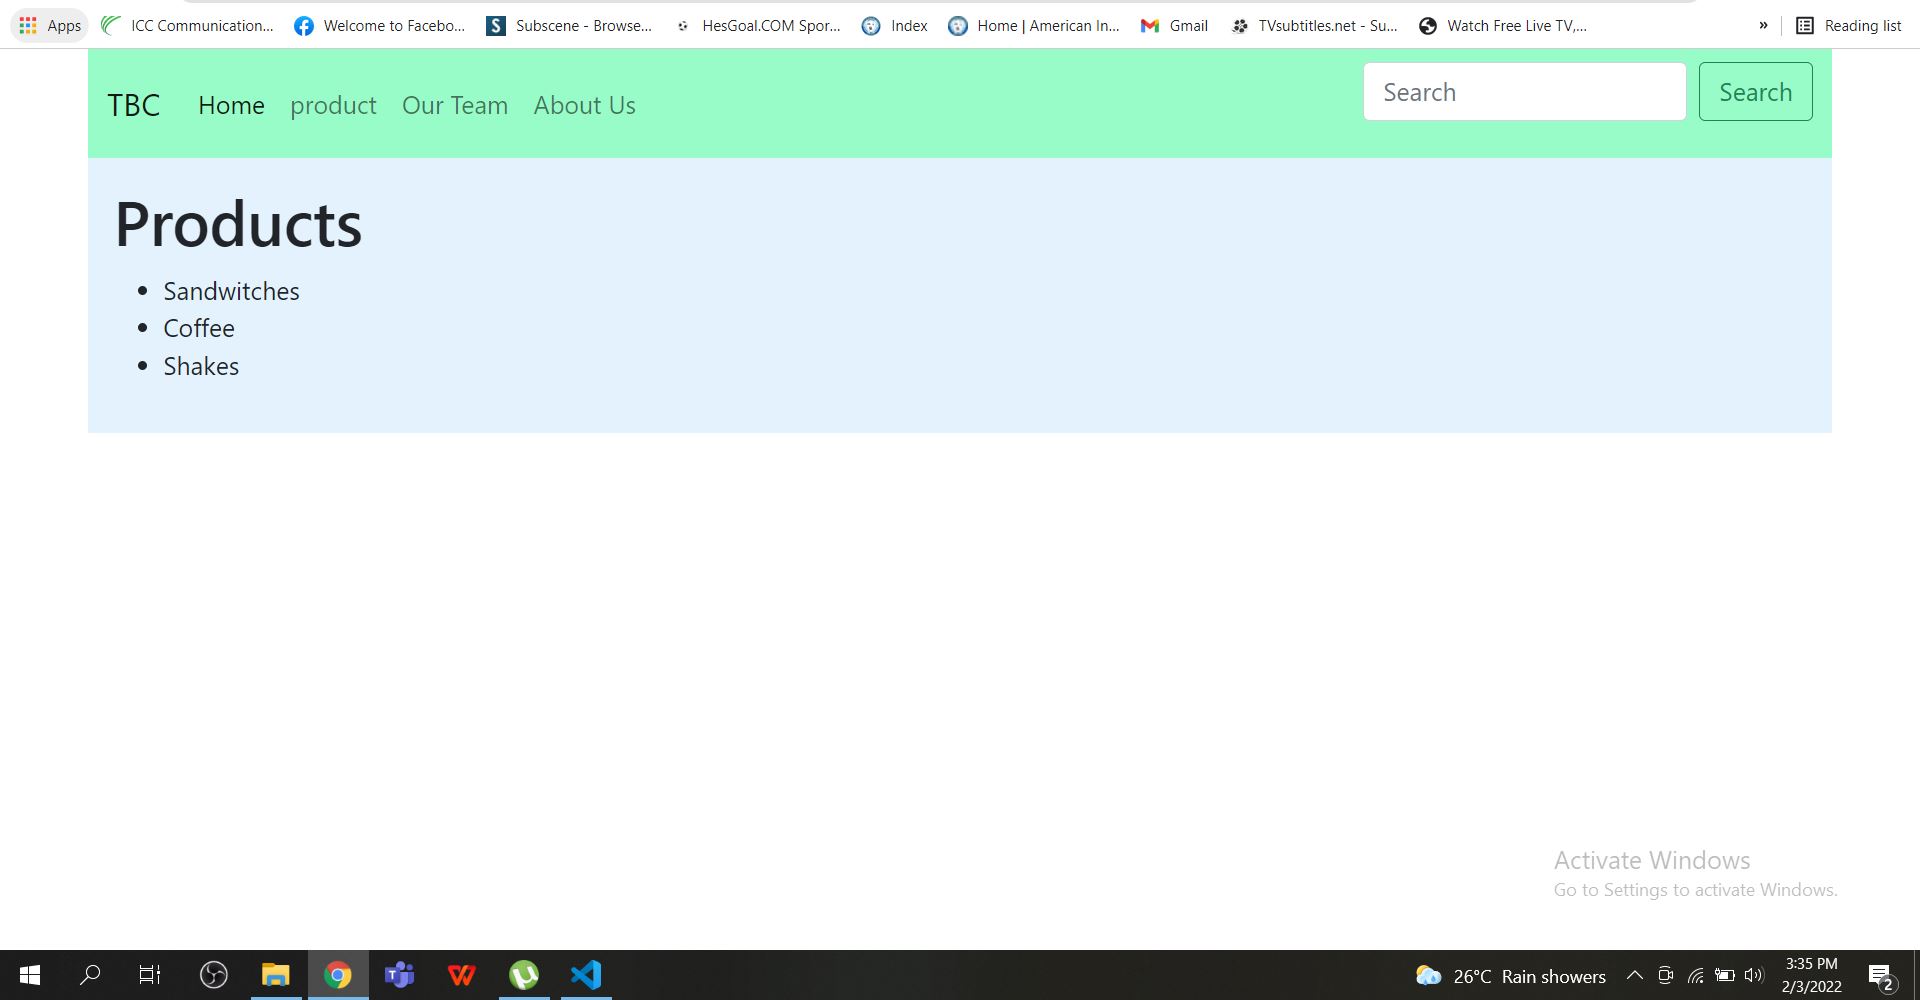 Apps ICC Communication... Welcome to Facebo... Subscene - Browse... HesGoal.COM Spor... Index Home | American In... Gmail TVsubtitles.net - Su... Watch Free Live TV,... » Reading list
TBC Home product Our Team About Us Search Search
Products
• Sandwitches
• Coffee
• Shakes
Activate Windows
Go to Settings to activate Windows.
26°C Rain showers 3:35 PM
2/3/2022 2